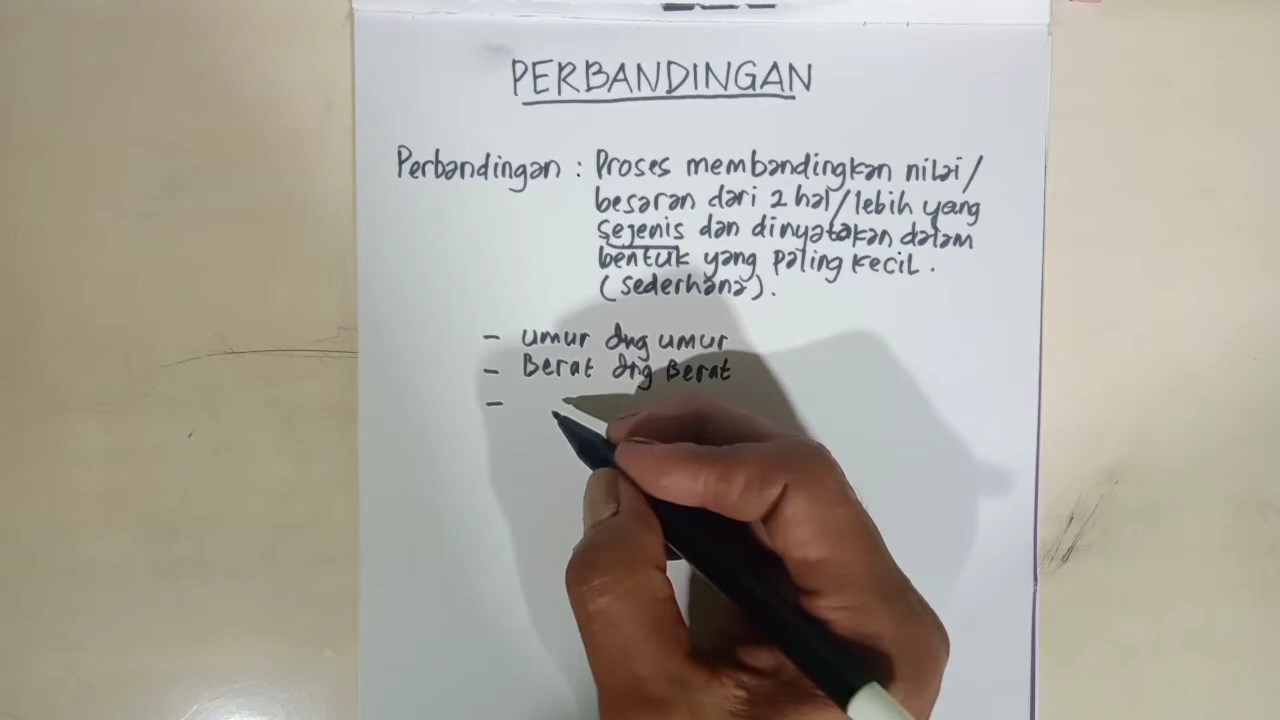 PERBANDINGAN
Perbandingan : Proses membandingkan nilai/
besaran dari 2 hal/lebih yang
sejenis dan dinyatakan dalam
bentuk yang paling kecil.
(sederhana).
- umur dng umur
- Berat dng Berat
-